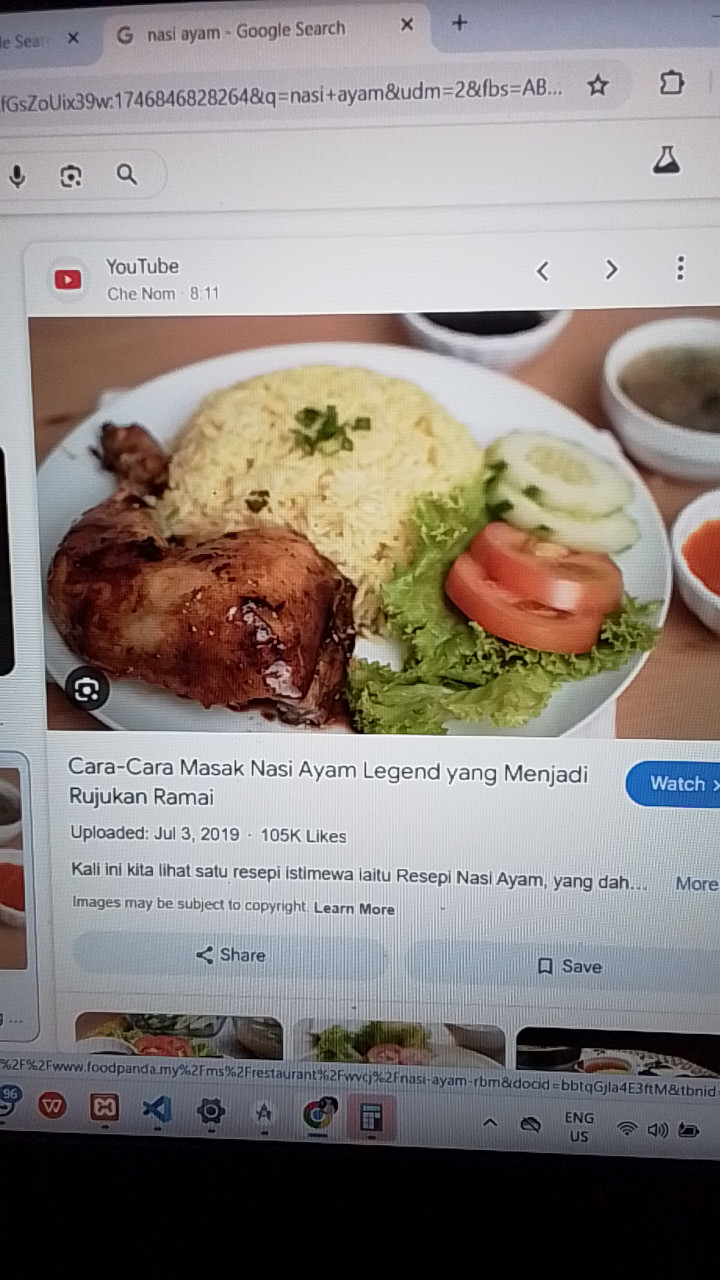 nasi ayam - Google Search
fGsZoUix39w:1746846828264&q=nasi+ayam&udm=2&fbs=AB...
YouTube
Che Nom · 8:11
Cara-Cara Masak Nasi Ayam Legend yang Menjadi
Rujukan Ramai
Watch
Uploaded: Jul 3, 2019 · 105K Likes
Kali ini kita lihat satu resepi istimewa iaitu Resepi Nasi Ayam, yang dah...
More
Images may be subject to copyright. Learn More
Share
Save
%2F%2Fwww.foodpanda.my%2Fms%2Frestaurant%2Fwvcj%2Fnasi-ayam-rbm&docid=bbtqGjla4E3ftM&tbnid
96
ENG
US